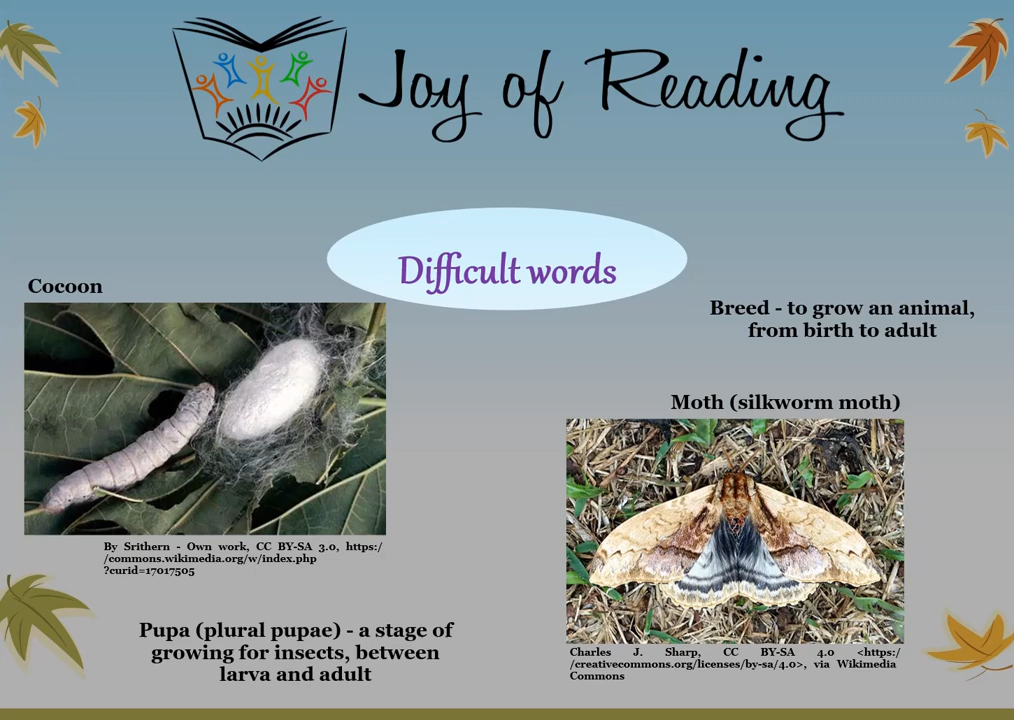 Joy of Reading
Difficult words
Cocoon
Breed - to grow an animal,
from birth to adult
Moth (silkworm moth)
By Srithern - Own work, CC BY-SA 3.0, https:/
/commons.wikimedia.org/w/index.php
?curid=17017505
Pupa (plural pupae) - a stage of
growing for insects, between
larva and adult
Charles J. Sharp, CC BY-SA 4.0 <https:/
/creativecommons.org/licenses/by-sa/4.0>, via Wikimedia
Commons